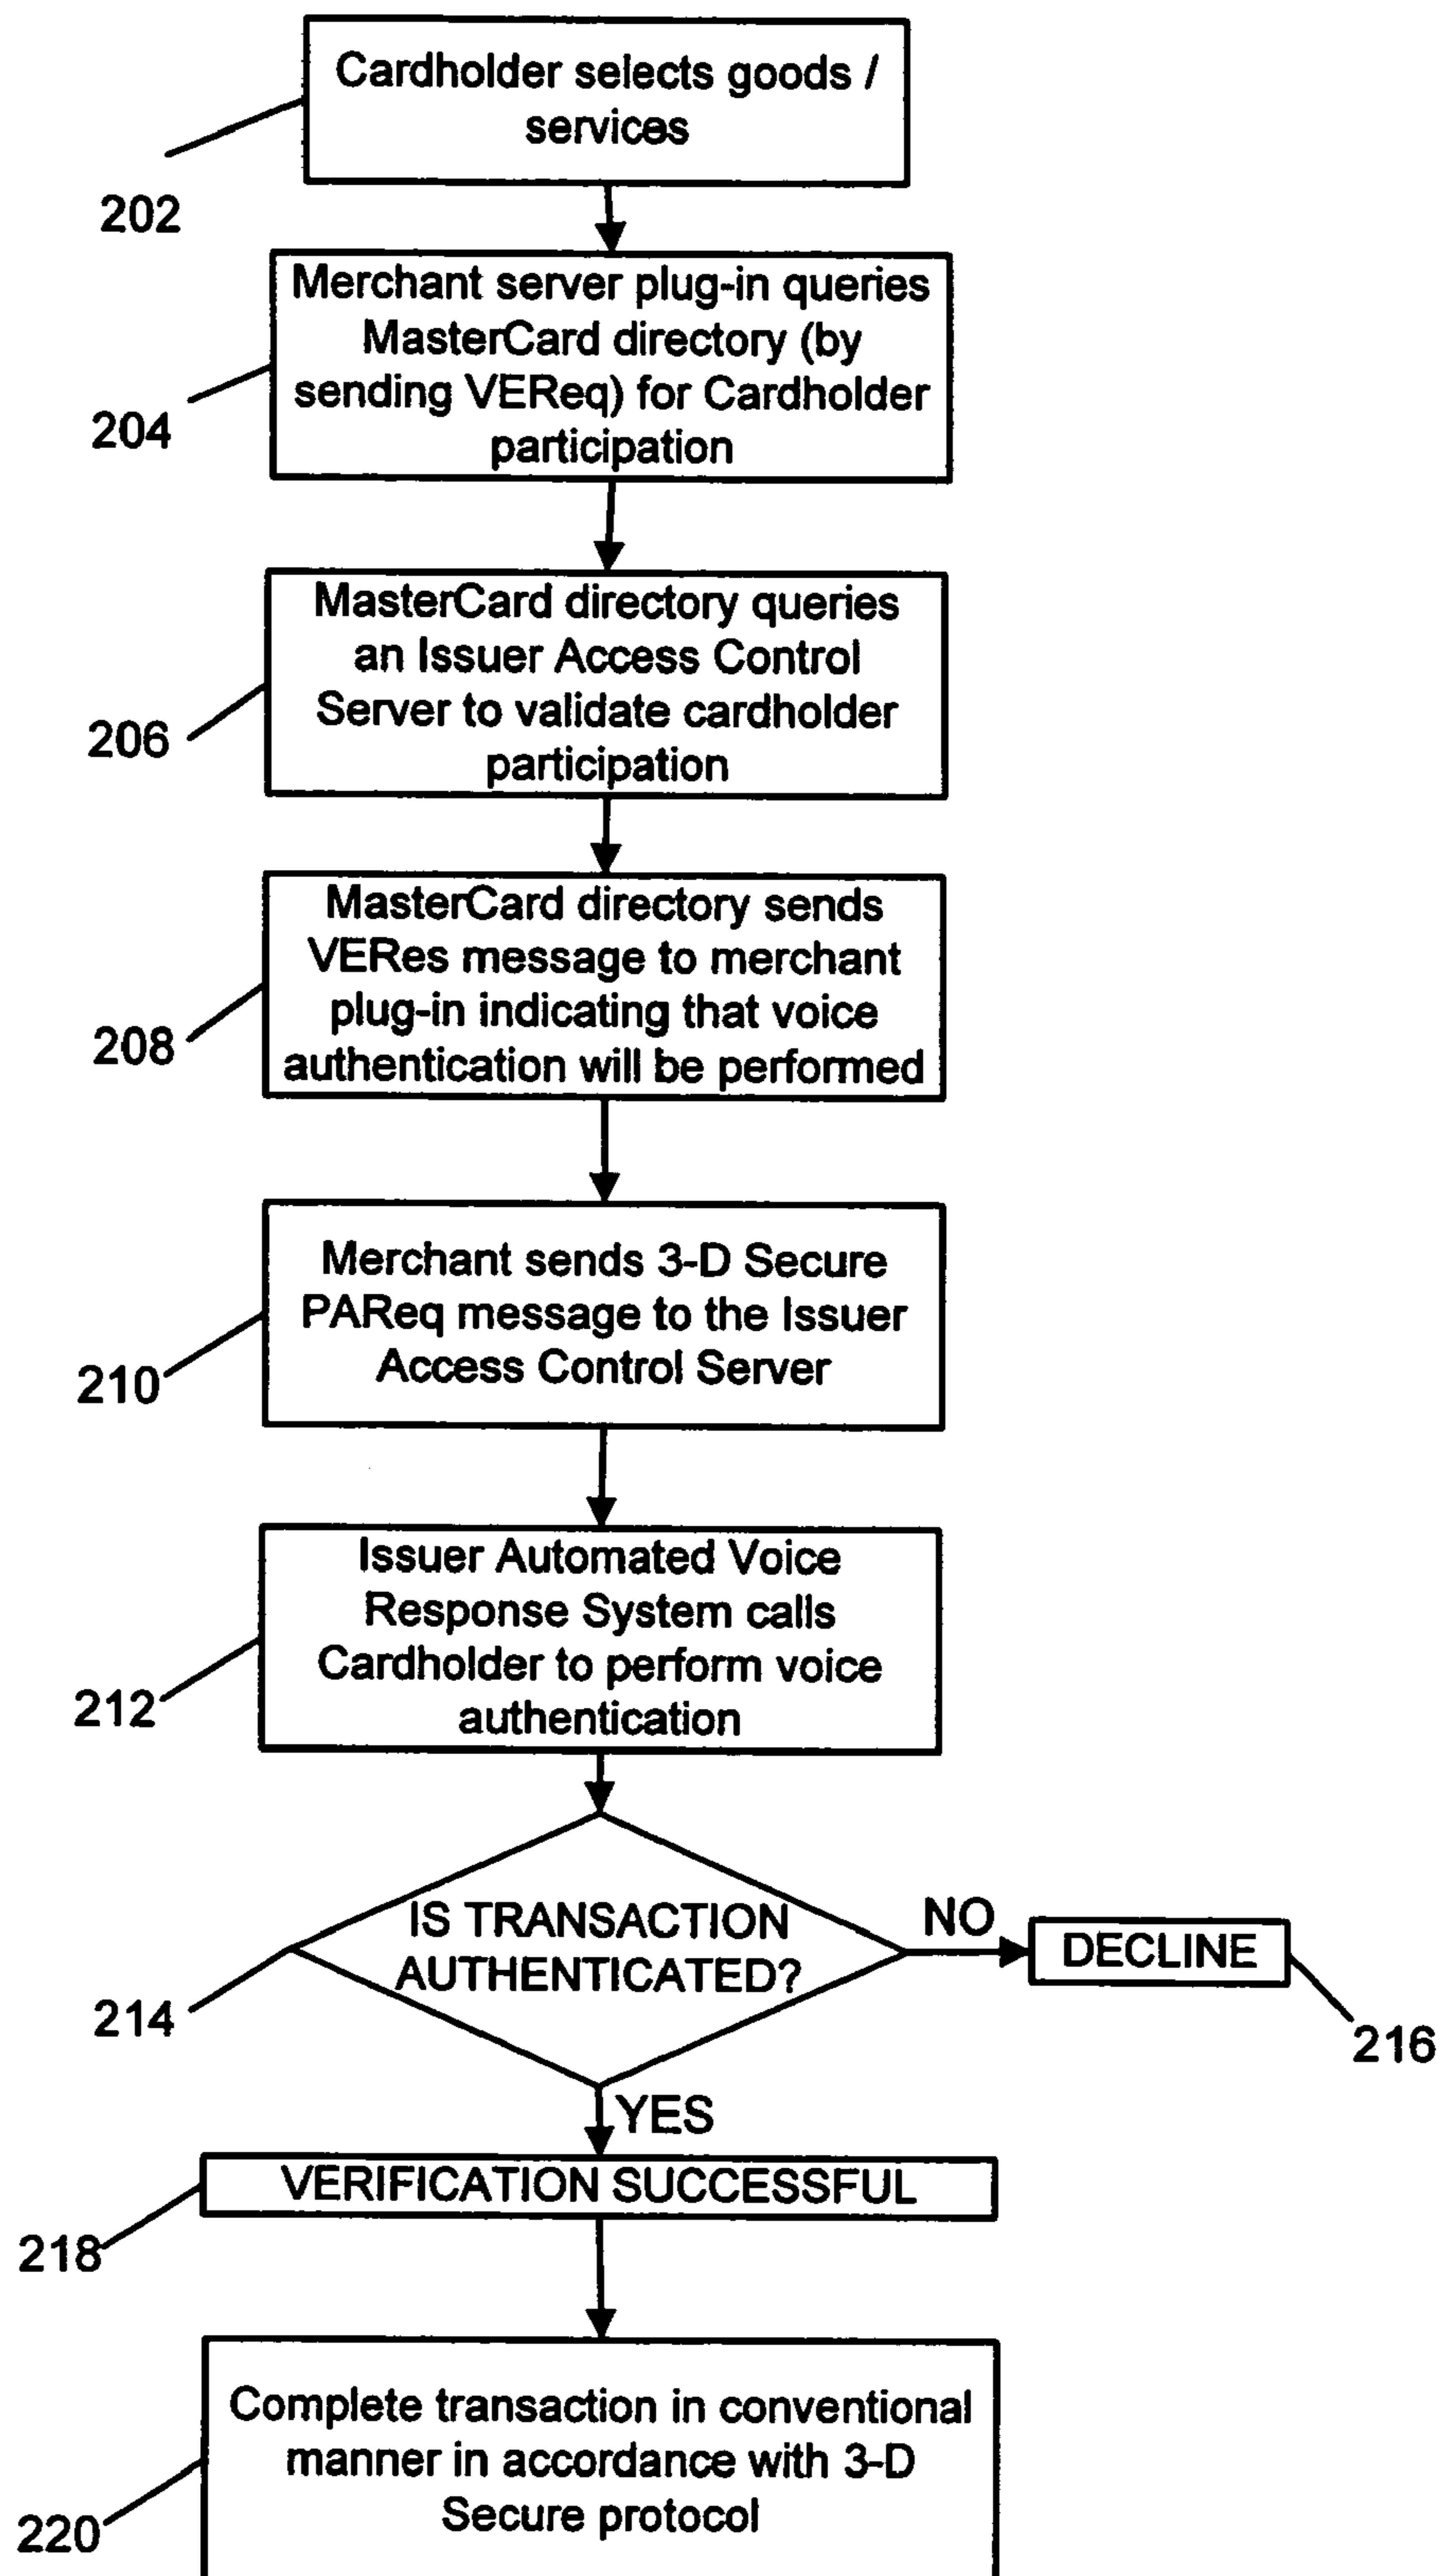 Cardholder selects goods /
services
202
Merchant server plug-in queries
MasterCard directory (by
sending VEReq) for Cardholder
participation
204
MasterCard directory queries
an Issuer Access Control
Server to validate cardholder
participation
206
MasterCard directory sends
VERes message to merchant
plug-in indicating that voice
authentication will be performed
208
Merchant sends 3-D Secure
PAReq message to the Issuer
Access Control Server
210
Issuer Automated Voice
Response System calls
Cardholder to perform voice
authentication
212
IS TRANSACTION
AUTHENTICATED?
214
NO
DECLINE
216
YES
VERIFICATION SUCCESSFUL
218
Complete transaction in conventional
manner in accordance with 3-D
Secure protocol
220